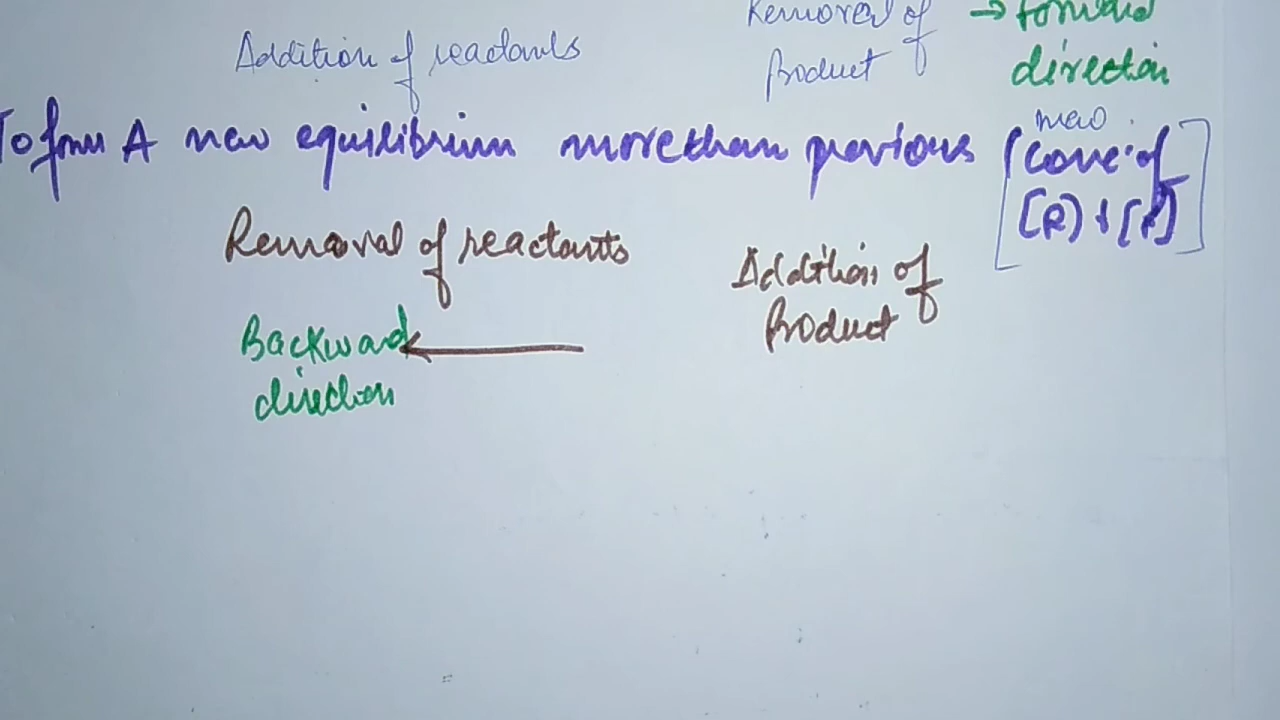 Removal of → forward
Addition of reactants Product direction
To form A new equilibrium more than previous [new conc. of
[R] & [P]]
Removal of reactants Addition of
Product
Backward ←
direction